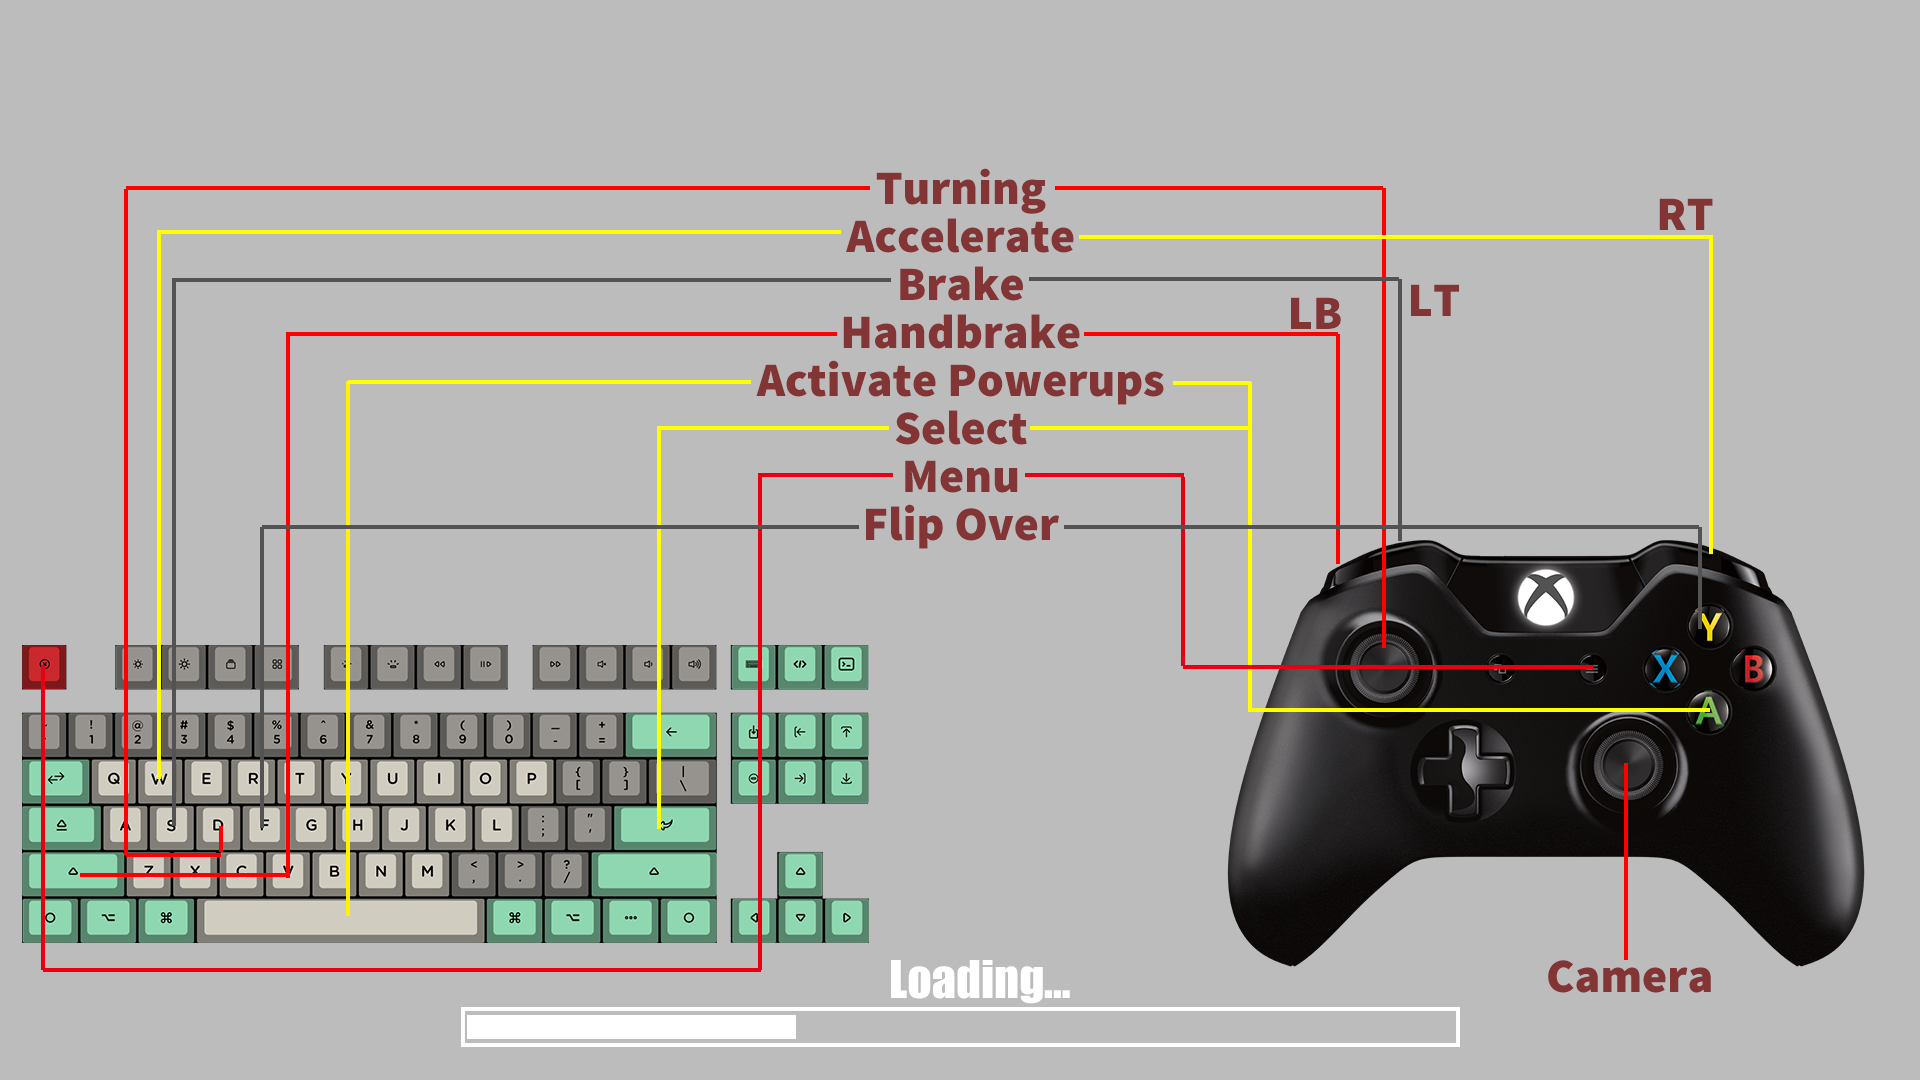 Turning
RT
Accelerate
Brake
LT
LB
Handbrake
Activate Powerups
Select
Menu
Flip Over
Y
X B
A
! @ # $ % ^ & * ( ) _ +
1 2 3 4 5 6 7 8 9 0 - =
Q W E R T Y U I O P { } |
[ ] \
A S D F G H J K L : "
; '
Z X C V B N M < > ?
, . /
Camera
Loading...